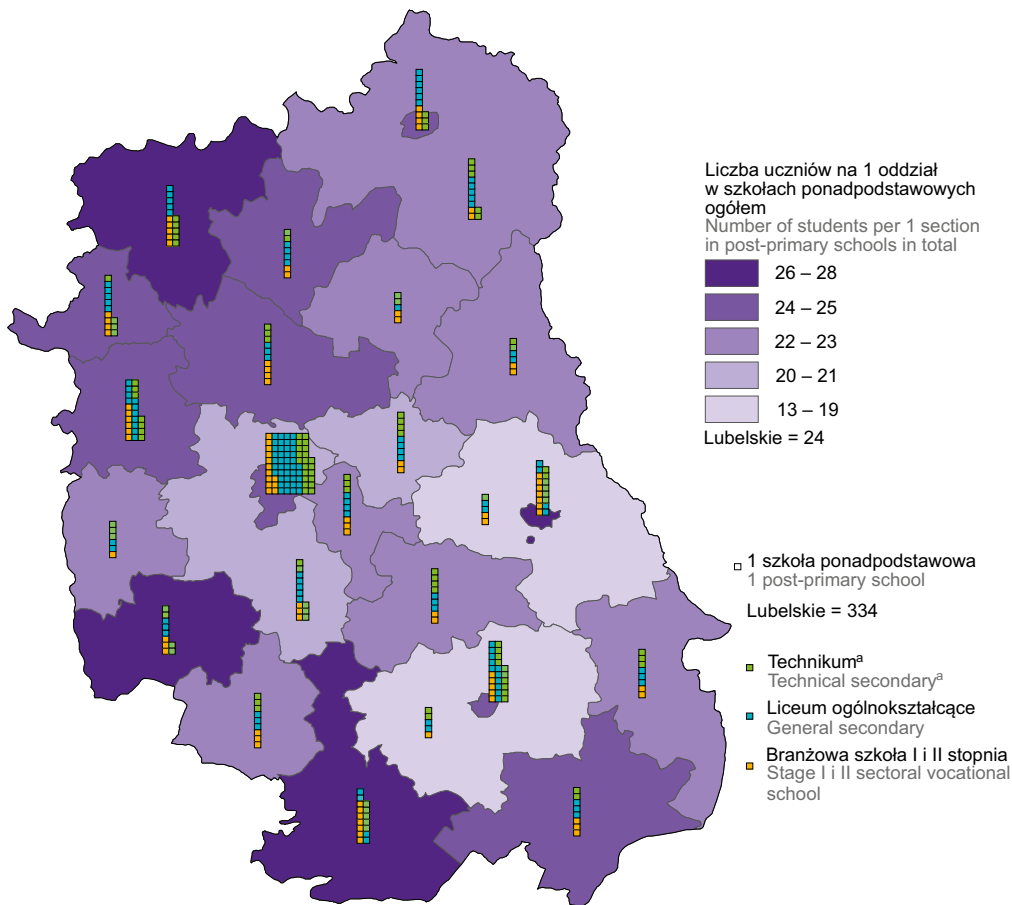 Liczba uczniów na 1 oddział
w szkołach ponadpodstawowych
ogółem
Number of students per 1 section
in post-primary schools in total
26 – 28
24 – 25
22 – 23
20 – 21
13 – 19
Lubelskie = 24
1 szkoła ponadpodstawowa
1 post-primary school
Lubelskie = 334
Technikumᵃ
Technical secondaryᵃ
Liceum ogólnokształcące
General secondary
Branżowa szkoła I i II stopnia
Stage I i II sectoral vocational
school